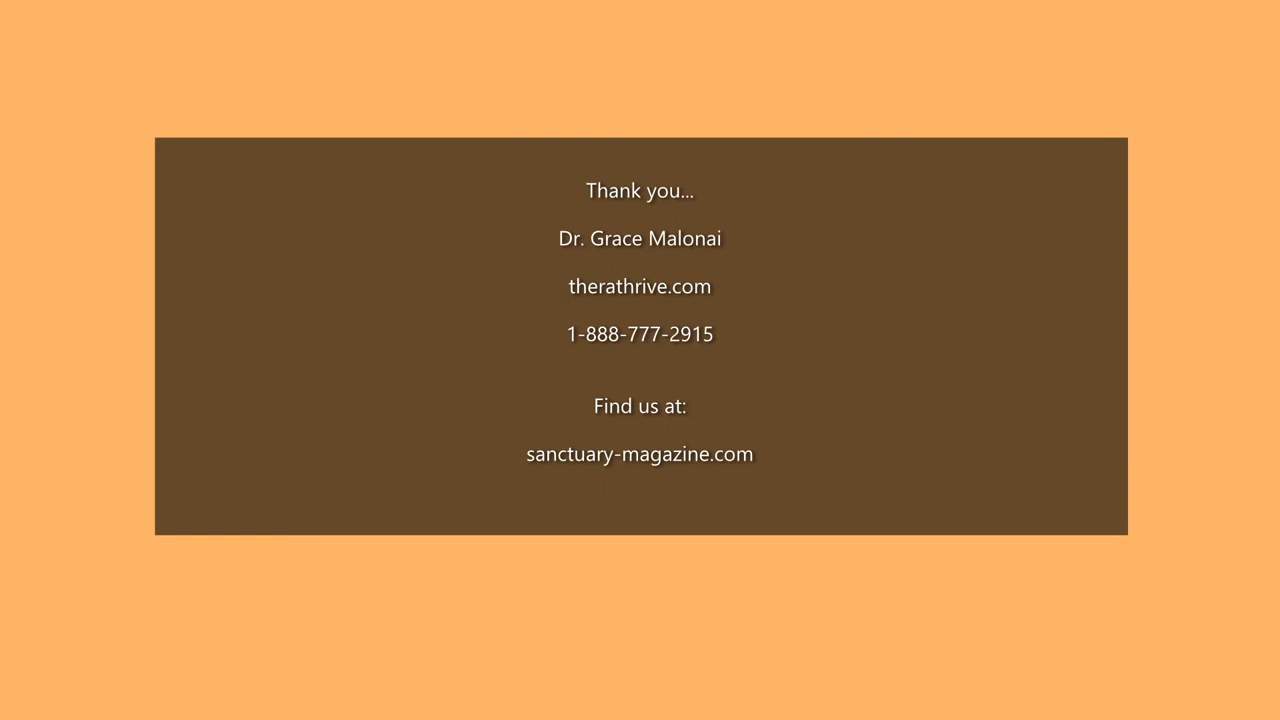 Thank you...
Dr. Grace Malonai
therathrive.com
1-888-777-2915
Find us at:
sanctuary-magazine.com